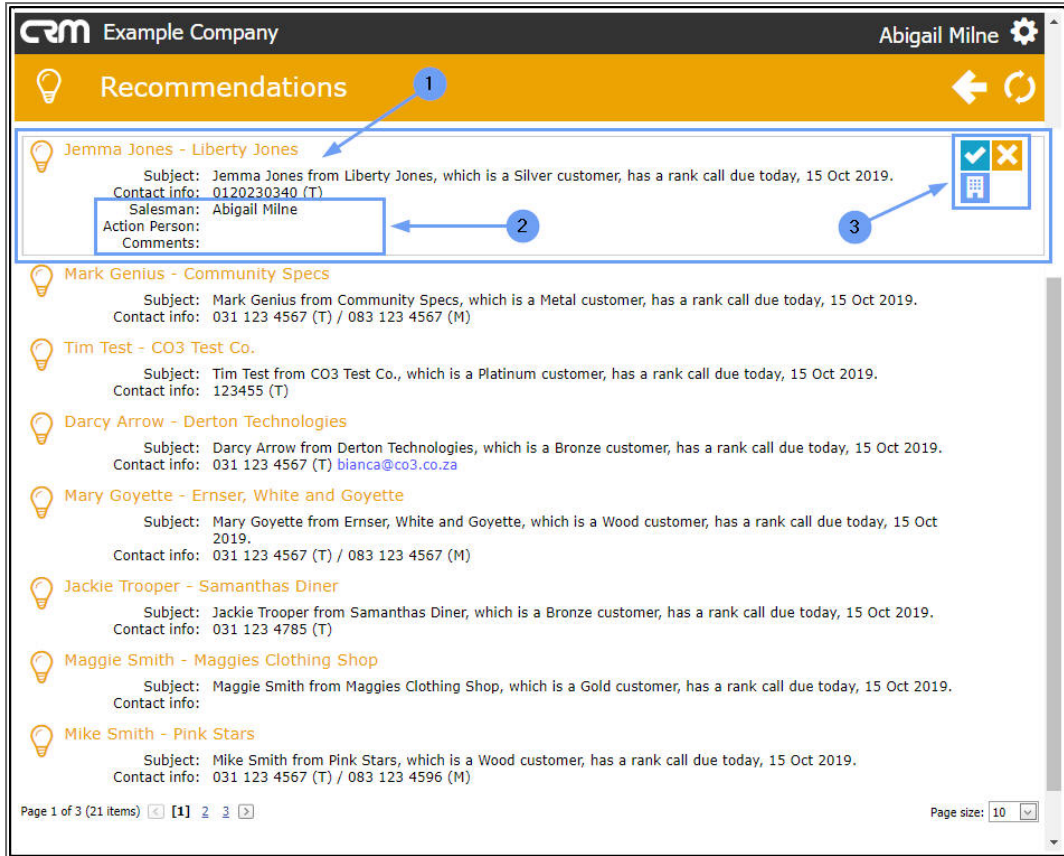 CRM Example Company
Abigail Milne
Recommendations
1
Jemma Jones - Liberty Jones
Subject: Jemma Jones from Liberty Jones, which is a Silver customer, has a rank call due today, 15 Oct 2019.
Contact info: 0120230340 (T)
Salesman: Abigail Milne
Action Person:
Comments:
2
3
Mark Genius - Community Specs
Subject: Mark Genius from Community Specs, which is a Metal customer, has a rank call due today, 15 Oct 2019.
Contact info: 031 123 4567 (T) / 083 123 4567 (M)
Tim Test - CO3 Test Co.
Subject: Tim Test from CO3 Test Co., which is a Platinum customer, has a rank call due today, 15 Oct 2019.
Contact info: 123455 (T)
Darcy Arrow - Derton Technologies
Subject: Darcy Arrow from Derton Technologies, which is a Bronze customer, has a rank call due today, 15 Oct 2019.
Contact info: 031 123 4567 (T) bianca@co3.co.za
Mary Goyette - Ernser, White and Goyette
Subject: Mary Goyette from Ernser, White and Goyette, which is a Wood customer, has a rank call due today, 15 Oct
2019.
Contact info: 031 123 4567 (T) / 083 123 4567 (M)
Jackie Trooper - Samanthas Diner
Subject: Jackie Trooper from Samanthas Diner, which is a Bronze customer, has a rank call due today, 15 Oct 2019.
Contact info: 031 123 4785 (T)
Maggie Smith - Maggies Clothing Shop
Subject: Maggie Smith from Maggies Clothing Shop, which is a Gold customer, has a rank call due today, 15 Oct 2019.
Contact info:
Mike Smith - Pink Stars
Subject: Mike Smith from Pink Stars, which is a Wood customer, has a rank call due today, 15 Oct 2019.
Contact info: 031 123 4567 (T) / 083 123 4596 (M)
Page 1 of 3 (21 items) < [1] 2 3 >
Page size: 10